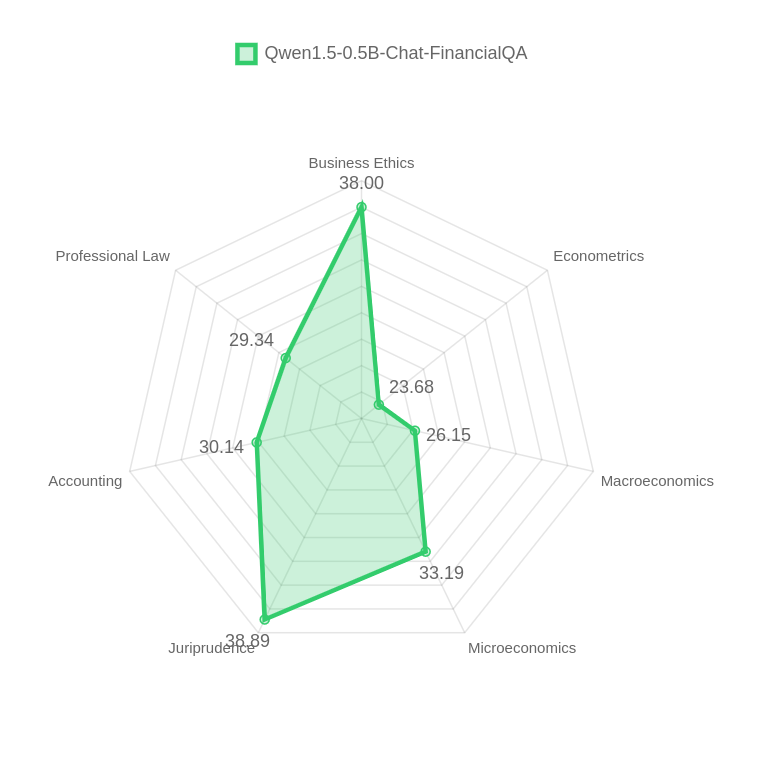 Qwen1.5-0.5B-Chat-FinancialQA
Business Ethics
38.00
Professional Law
Econometrics
29.34
23.68
26.15
30.14
Accounting
Macroeconomics
33.19
38.89
Juriprudence
Microeconomics